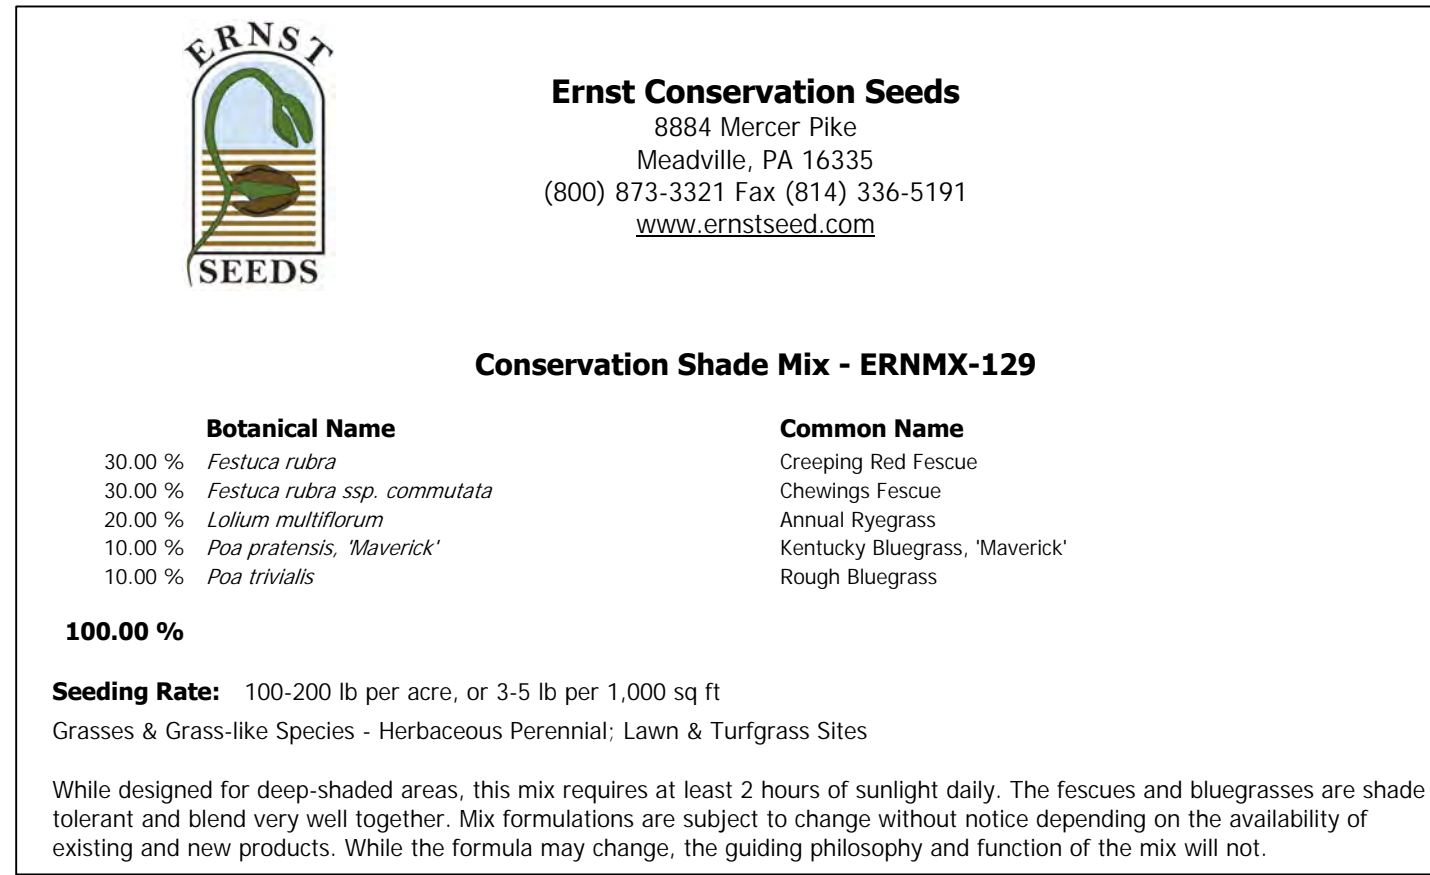 ERNST
SEEDS
Ernst Conservation Seeds
8884 Mercer Pike
Meadville, PA 16335
(800) 873-3321 Fax (814) 336-5191
www.ernstseed.com
Conservation Shade Mix - ERNMX-129
Botanical Name Common Name
30.00 % Festuca rubra Creeping Red Fescue
30.00 % Festuca rubra ssp. commutata Chewings Fescue
20.00 % Lolium multiflorum Annual Ryegrass
10.00 % Poa pratensis, 'Maverick' Kentucky Bluegrass, 'Maverick'
10.00 % Poa trivialis Rough Bluegrass
100.00 %
Seeding Rate: 100-200 lb per acre, or 3-5 lb per 1,000 sq ft
Grasses & Grass-like Species - Herbaceous Perennial; Lawn & Turfgrass Sites
While designed for deep-shaded areas, this mix requires at least 2 hours of sunlight daily. The fescues and bluegrasses are shade
tolerant and blend very well together. Mix formulations are subject to change without notice depending on the availability of
existing and new products. While the formula may change, the guiding philosophy and function of the mix will not.